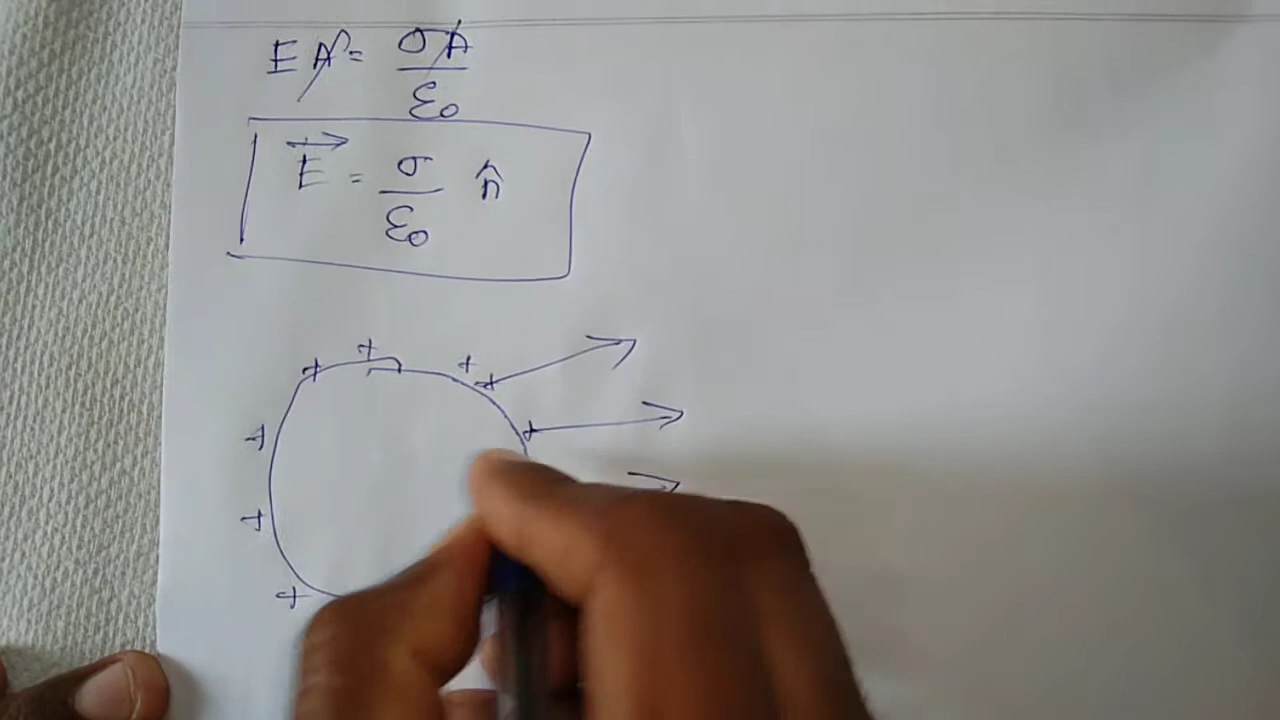 EA = σA/ε₀
E⃗ = σ/ε₀ n̂
+ + + +
+ +
+
+